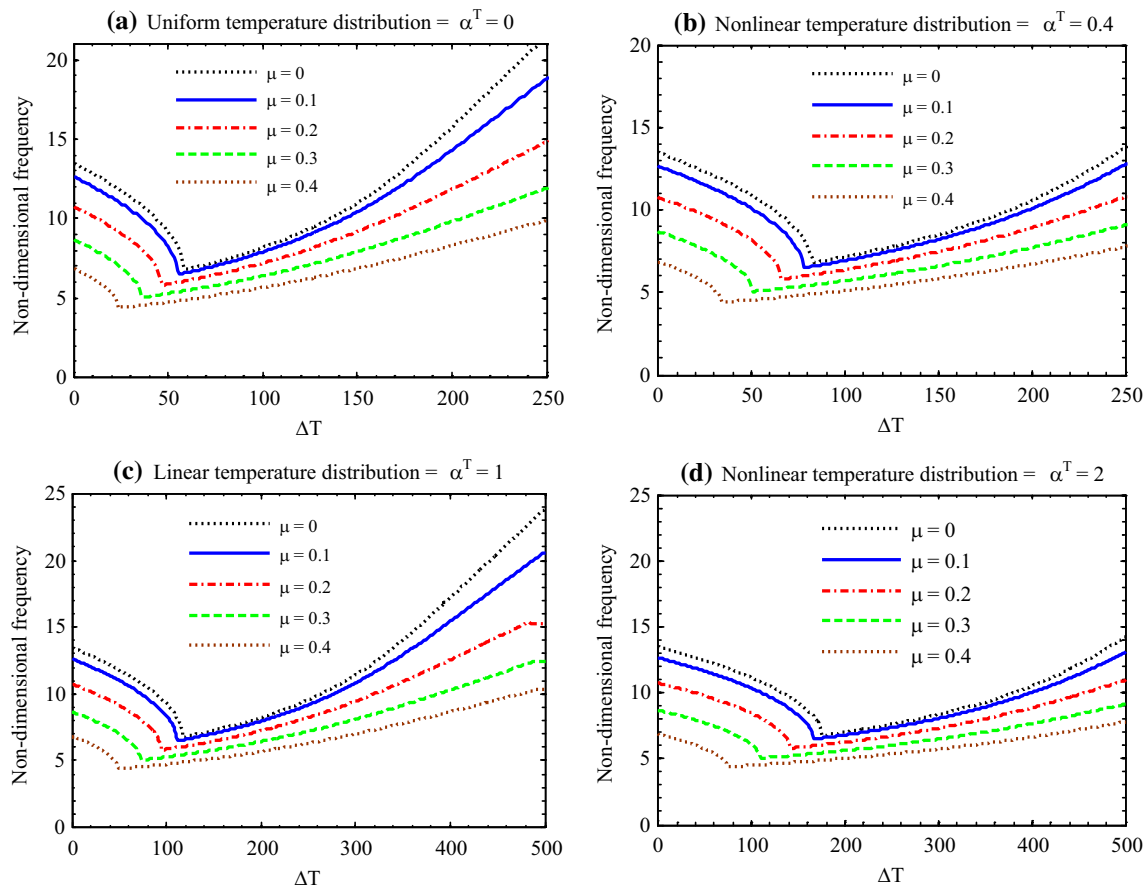 (a) Uniform temperature distribution = α^T = 0
Non-dimensional frequency
20
15
10
5
0
μ = 0
μ = 0.1
μ = 0.2
μ = 0.3
μ = 0.4
0 50 100 150 200 250
ΔT
(b) Nonlinear temperature distribution = α^T = 0.4
Non-dimensional frequency
20
15
10
5
0
μ = 0
μ = 0.1
μ = 0.2
μ = 0.3
μ = 0.4
0 50 100 150 200 250
ΔT
(c) Linear temperature distribution = α^T = 1
Non-dimensional frequency
25
20
15
10
5
0
μ = 0
μ = 0.1
μ = 0.2
μ = 0.3
μ = 0.4
0 100 200 300 400 500
ΔT
(d) Nonlinear temperature distribution = α^T = 2
Non-dimensional frequency
25
20
15
10
5
0
μ = 0
μ = 0.1
μ = 0.2
μ = 0.3
μ = 0.4
0 100 200 300 400 500
ΔT